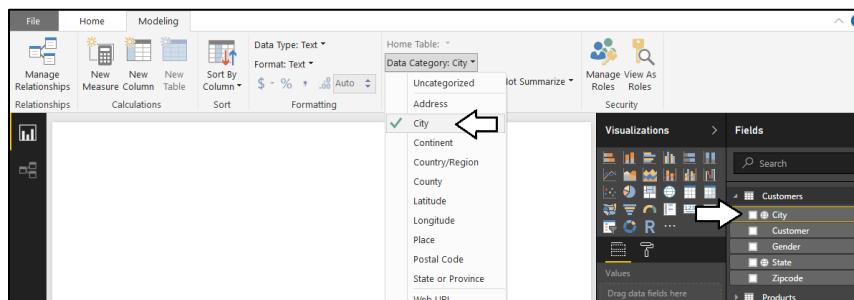 File Home Modeling
Manage Relationships
New Measure
New Column
New Table
Sort By Column
Data Type: Text
Format: Text
$ - % , .00 Auto
Home Table:
Data Category: City
Uncategorized
Address
City
Continent
Country/Region
County
Latitude
Longitude
Place
Postal Code
State or Province
Web URL
ot Summarize
Manage Roles
View As Roles
Relationships Calculations Sort Formatting Security
Visualizations >
R ...
Values
Drag data fields here
Fields
Search
Customers
City
Customer
Gender
State
Zipcode
Products